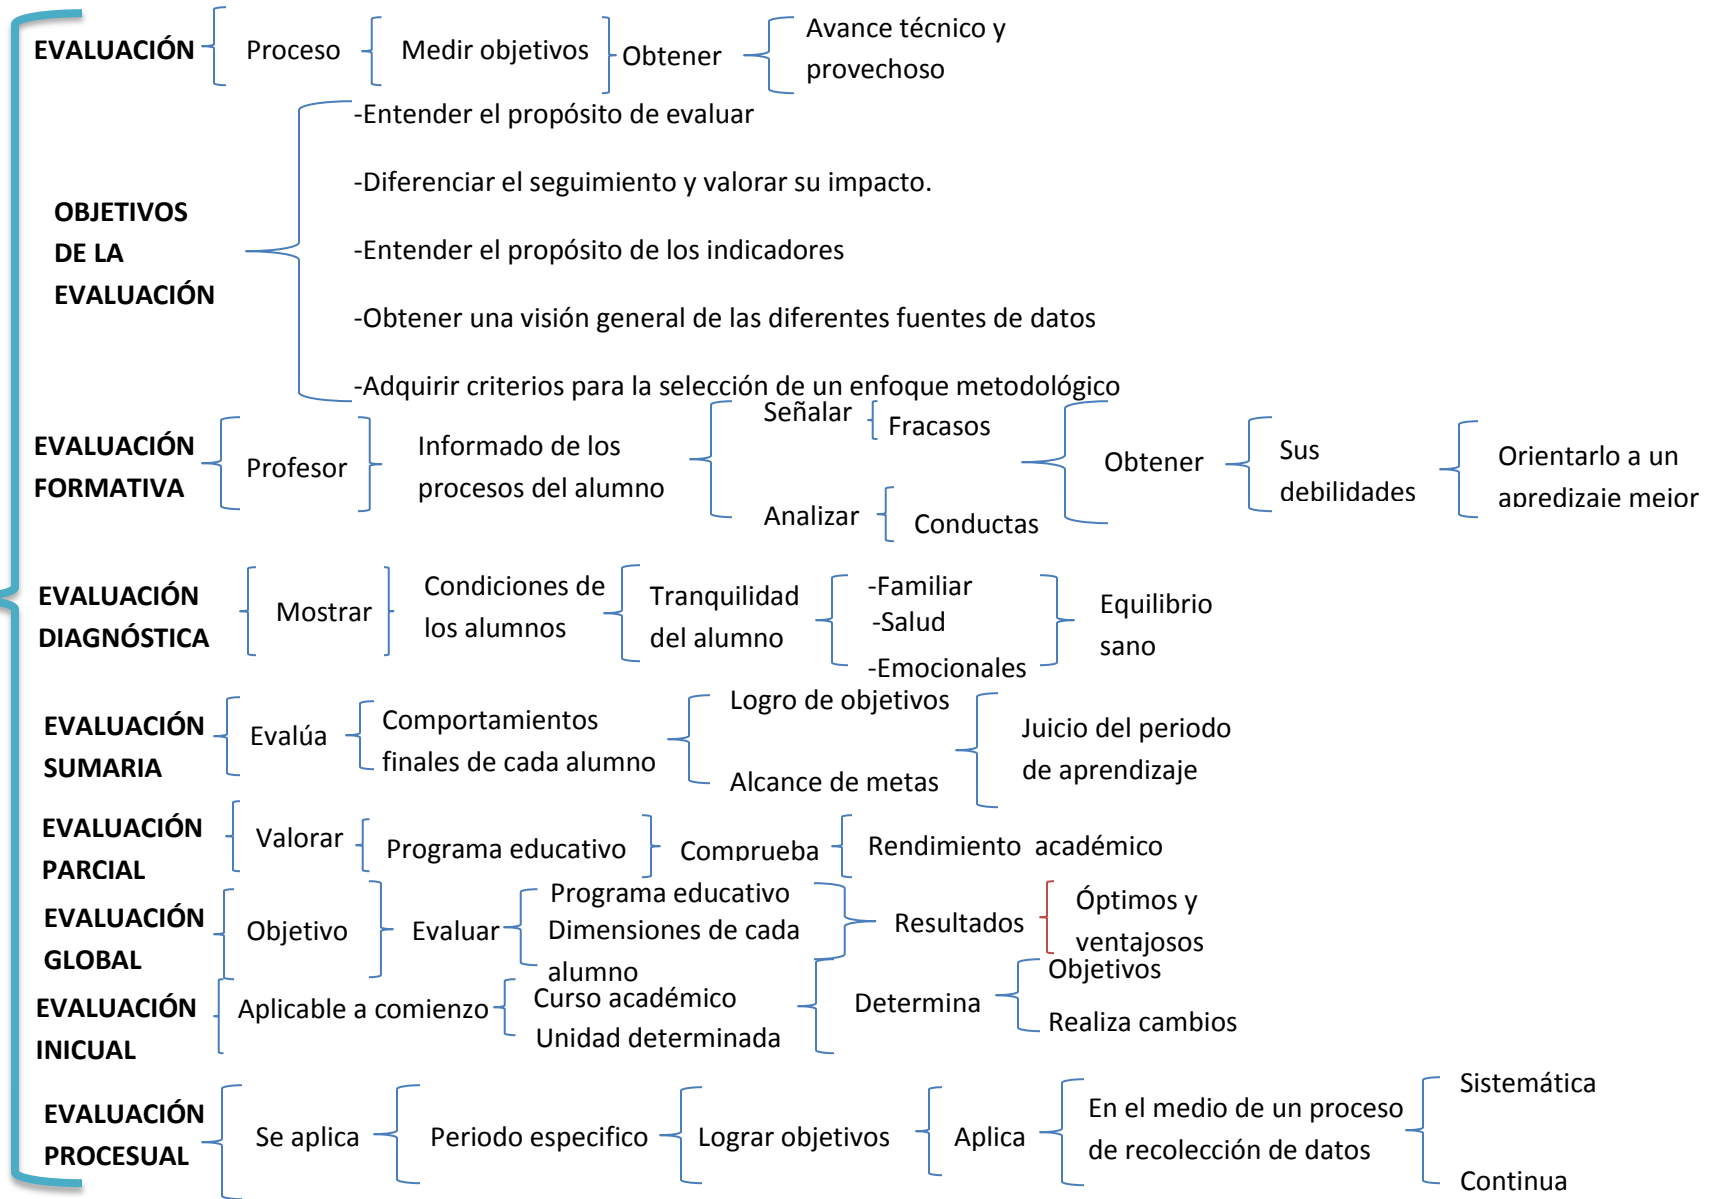 EVALUACIÓN
Proceso
Medir objetivos
Obtener
Avance técnico y
provechoso
OBJETIVOS
DE LA
EVALUACIÓN
-Entender el propósito de evaluar
-Diferenciar el seguimiento y valorar su impacto.
-Entender el propósito de los indicadores
-Obtener una visión general de las diferentes fuentes de datos
-Adquirir criterios para la selección de un enfoque metodológico
EVALUACIÓN
FORMATIVA
Profesor
Informado de los
procesos del alumno
Señalar
Fracasos
Analizar
Conductas
Obtener
Sus
debilidades
Orientarlo a un
apredizaje mejor
EVALUACIÓN
DIAGNÓSTICA
Mostrar
Condiciones de
los alumnos
Tranquilidad
del alumno
-Familiar
-Salud
-Emocionales
Equilibrio
sano
EVALUACIÓN
SUMARIA
Evalúa
Comportamientos
finales de cada alumno
Logro de objetivos
Alcance de metas
Juicio del periodo
de aprendizaje
EVALUACIÓN
PARCIAL
Valorar
Programa educativo
Comprueba
Rendimiento académico
EVALUACIÓN
GLOBAL
Objetivo
Evaluar
Programa educativo
Dimensiones de cada
alumno
Resultados
Óptimos y
ventajosos
EVALUACIÓN
INICUAL
Aplicable a comienzo
Curso académico
Unidad determinada
Determina
Objetivos
Realiza cambios
EVALUACIÓN
PROCESUAL
Se aplica
Periodo especifico
Lograr objetivos
Aplica
En el medio de un proceso
de recolección de datos
Sistemática
Continua